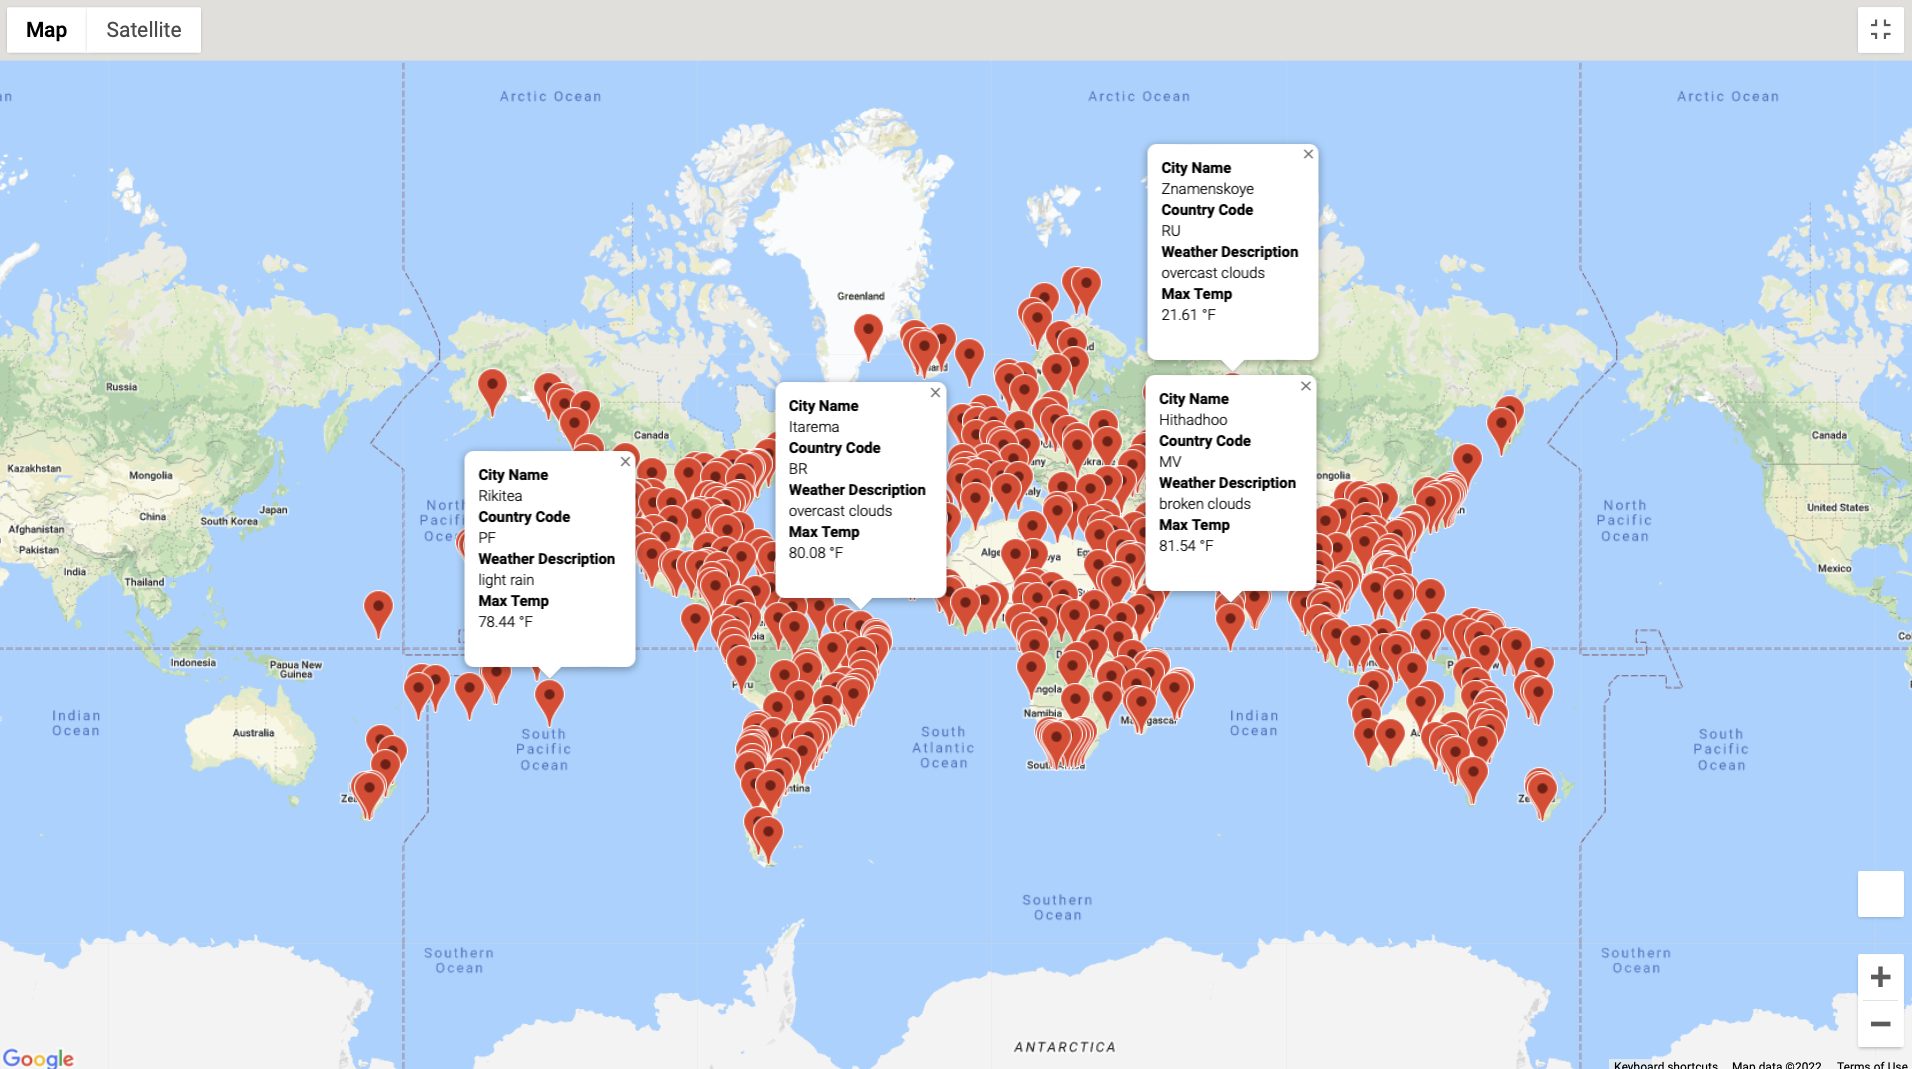 Map
Satellite
Arctic Ocean
Arctic Ocean
Arctic Ocean
City Name
Znamenskoye
Country Code
RU
Weather Description
overcast clouds
Max Temp
21.61 °F
Greenland
City Name
Itarema
Country Code
BR
Weather Description
overcast clouds
Max Temp
80.08 °F
City Name
Hithadhoo
Country Code
MV
Weather Description
broken clouds
Max Temp
81.54 °F
City Name
Rikitea
Country Code
PF
Weather Description
light rain
Max Temp
78.44 °F
Russia
Canada
Canada
Kazakhstan
Mongolia
North
Pacific
Ocean
United States
Japan
China
South Korea
Afghanistan
Pakistan
India
Thailand
Mexico
Indonesia
Papua New
Guinea
Indian
Ocean
Australia
South
Pacific
Ocean
South
Atlantic
Ocean
Namibia
Indian
Ocean
South
Pacific
Ocean
Southern
Ocean
Southern
Ocean
Southern
Ocean
ANTARCTICA
Google
Keyboard shortcuts
Map data ©2022
Terms of Use